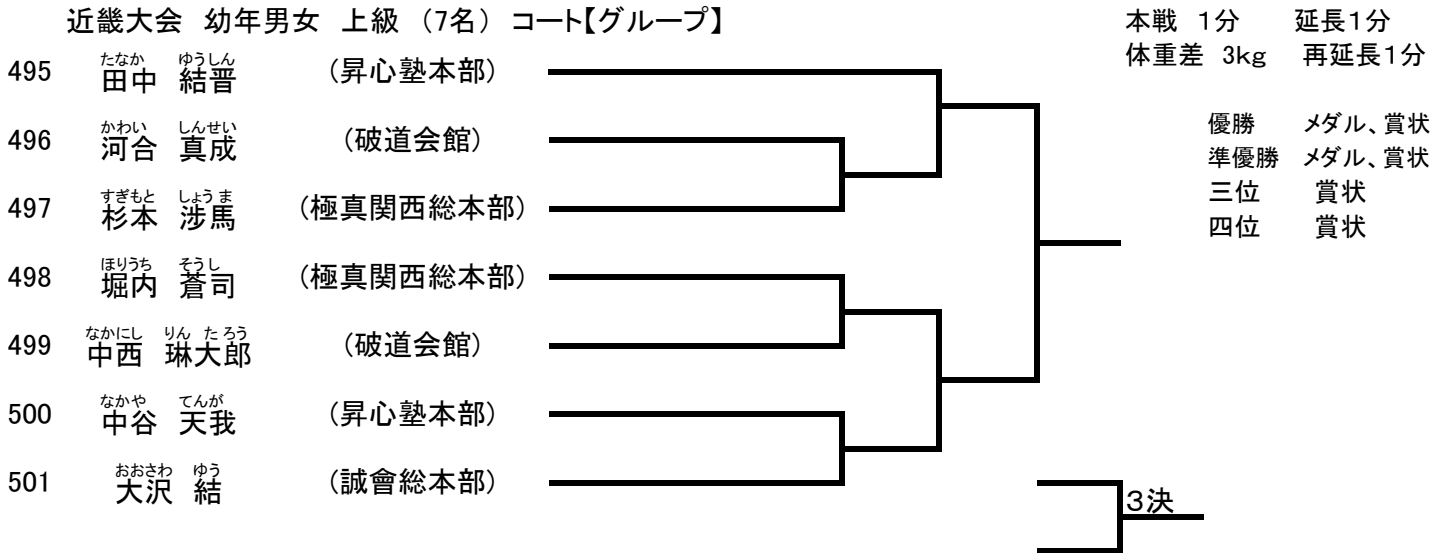 近畿大会 幼年男女 上級 (7名) コート【グループ】
本戦 1分 延長1分
体重差 3kg 再延長1分
たなか ゆうしん
495 田中 結晋 (昇心塾本部)
かわい しんせい
496 河合 真成 (破道会館)
すぎもと しょうま
497 杉本 渉馬 (極真関西総本部)
ほりうち そうし
498 堀内 蒼司 (極真関西総本部)
なかにし りんたろう
499 中西 琳大郎 (破道会館)
なかや てんが
500 中谷 天我 (昇心塾本部)
おおさわ ゆう
501 大沢 結 (誠會総本部)
優勝 メダル、賞状
準優勝 メダル、賞状
三位 賞状
四位 賞状
3決